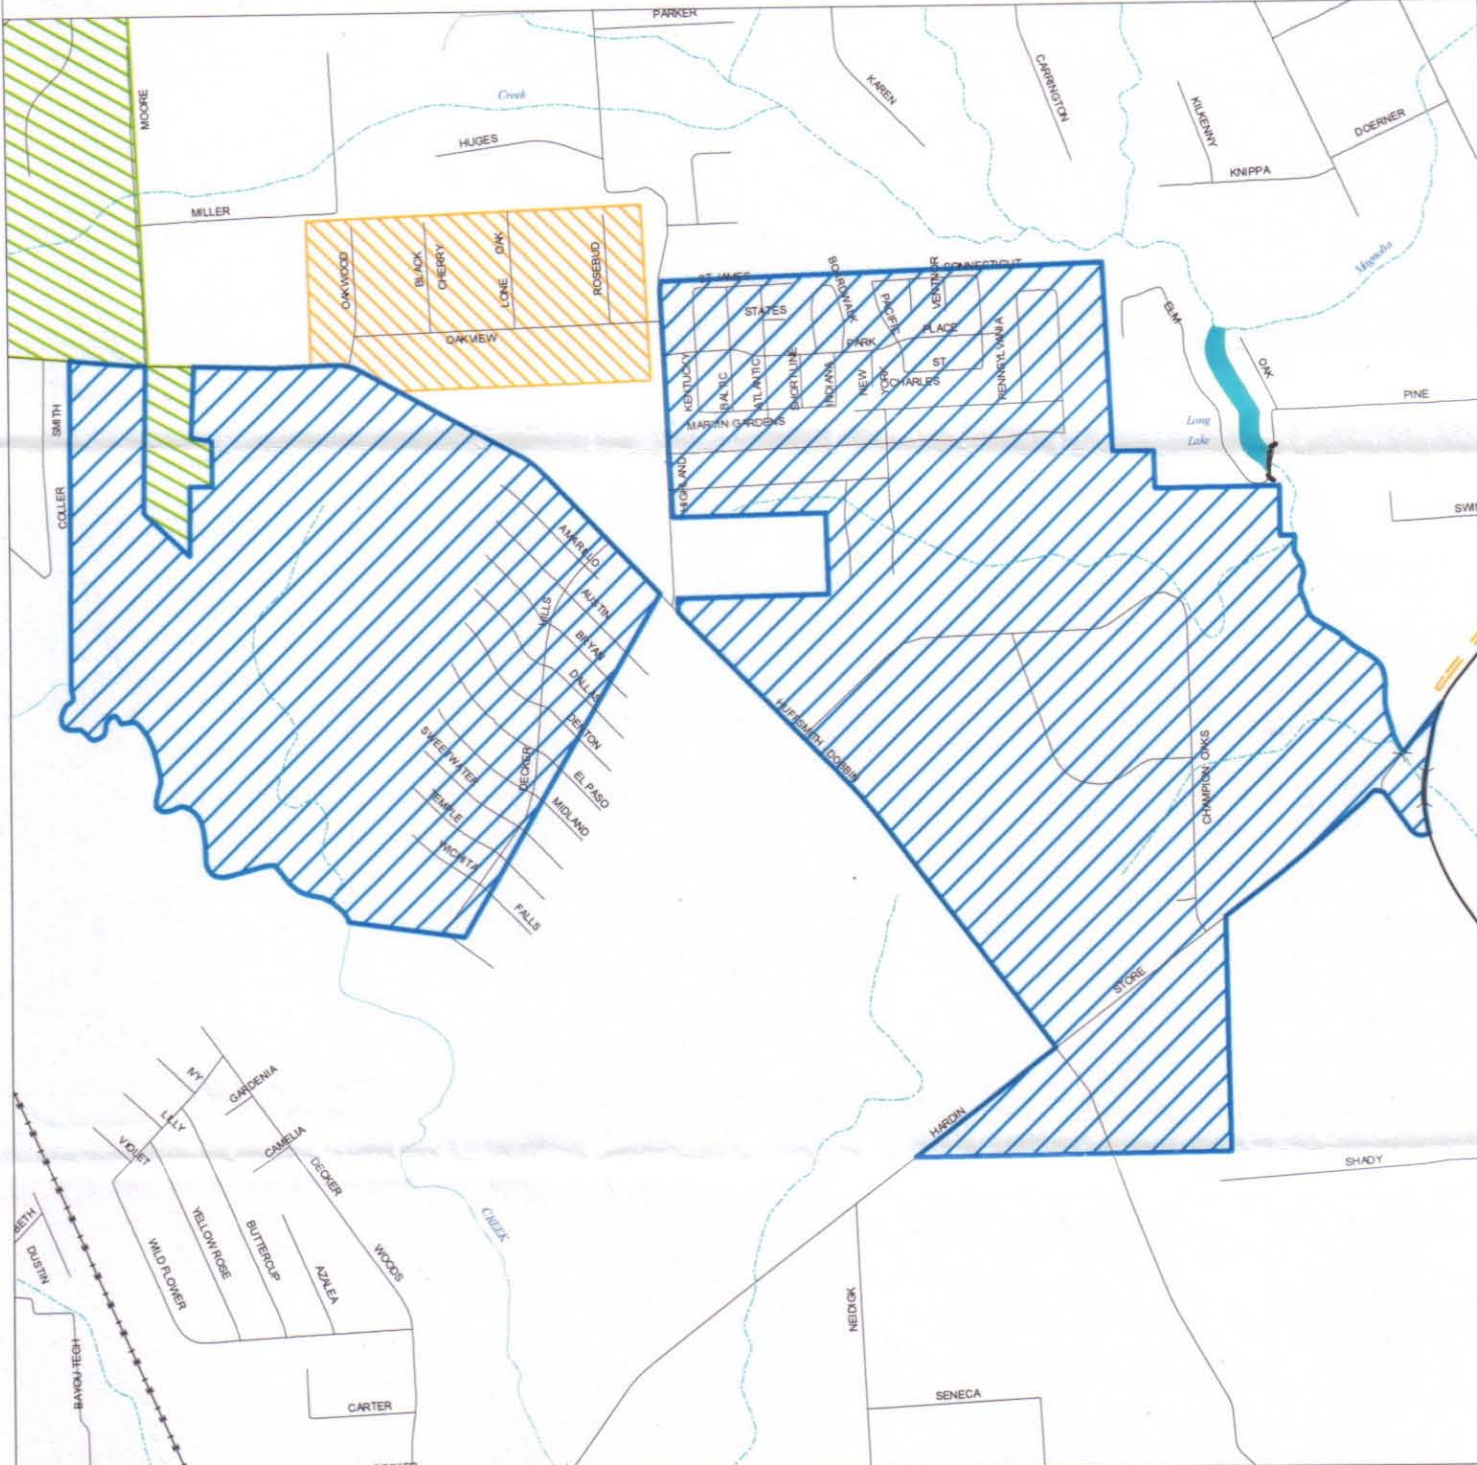 PARKER
KAREN
CARRINGTON
KILKENNY
DOERNER
KNIPPA
MOORE
Creek
HUGES
MILLER
OAKWOOD
BLACK
CHERRY
LONE OAK
ROSEBUD
OAKVIEW
Magnolia
ST JAMES
BOARDWALK
VENTNOR
CONNECTICUT
STATES
PACIFIC
PLACE
PARK
ST
CHARLES
KENTUCKY
BALTIC
ATLANTIC
SHORTLINE
INDIANA
NEW
YORK
PENNSYLVANIA
MARVIN GARDENS
HIGHLAND
ELM
OAK
PINE
Long
Lake
SMITH
COLLER
AMARILLO
AUSTIN
HILLS
BRYAN
DALLAS
DENTON
EL PASO
MIDLAND
DECKER
SWEETWATER
TEMPLE
WICHITA
FALLS
HUFFSMITH DOBBIN
CHAMPION OAKS
STORE
HARDIN
SHADY
IVY
GARDENIA
LILLY
VIOLET
CAMELIA
DECKER
WOODS
WILD FLOWER
YELLOW ROSE
BUTTERCUP
AZALEA
BETH
DUSTIN
BAYOU TECH
CARTER
CREEK
NEIDIGK
SENECA